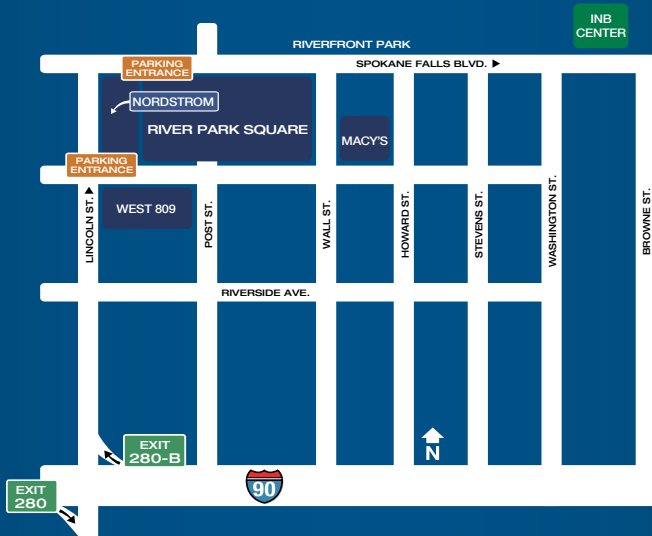 INB
CENTER
RIVERFRONT PARK
SPOKANE FALLS BLVD. ►
PARKING
ENTRANCE
NORDSTROM
RIVER PARK SQUARE
MACY'S
PARKING
ENTRANCE
WEST 809
LINCOLN ST. ►
POST ST.
WALL ST.
HOWARD ST.
STEVENS ST.
WASHINGTON ST.
BROWNE ST.
RIVERSIDE AVE.
EXIT
280-B
N
90
EXIT
280